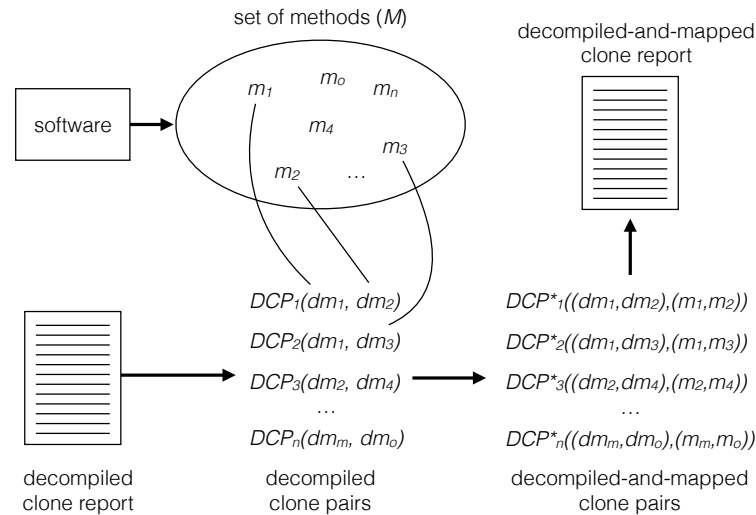 set of methods (M)
decompiled-and-mapped
clone report
software
m1
mo
mn
m4
m3
m2
...
DCP1(dm1, dm2)
DCP2(dm1, dm3)
DCP3(dm2, dm4)
...
DCPn(dmm, dmo)
DCP*1((dm1,dm2),(m1,m2))
DCP*2((dm1,dm3),(m1,m3))
DCP*3((dm2,dm4),(m2,m4))
...
DCP*n((dmm,dmo),(mm,mo))
decompiled
clone report
decompiled
clone pairs
decompiled-and-mapped
clone pairs